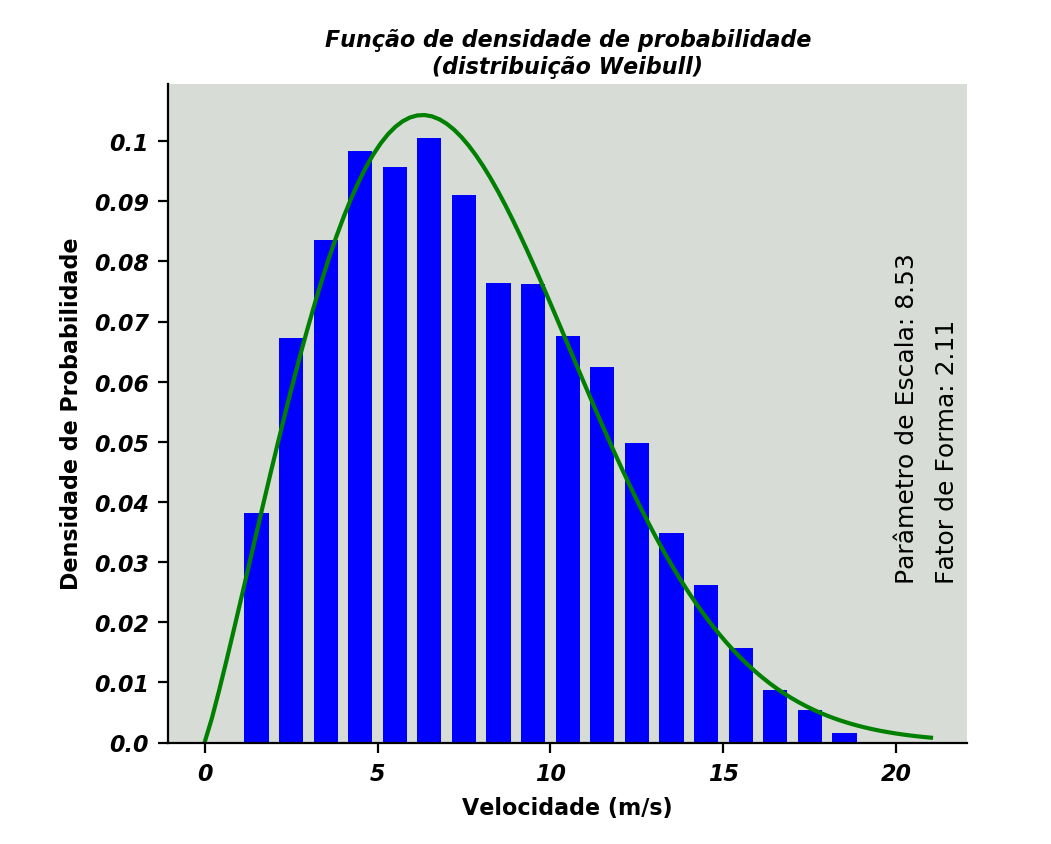 Função de densidade de probabilidade
(distribuição Weibull)
Densidade de Probabilidade
0.1
0.09
0.08
0.07
0.06
0.05
0.04
0.03
0.02
0.01
0.0
0 5 10 15 20
Velocidade (m/s)
Parâmetro de Escala: 8.53
Fator de Forma: 2.11